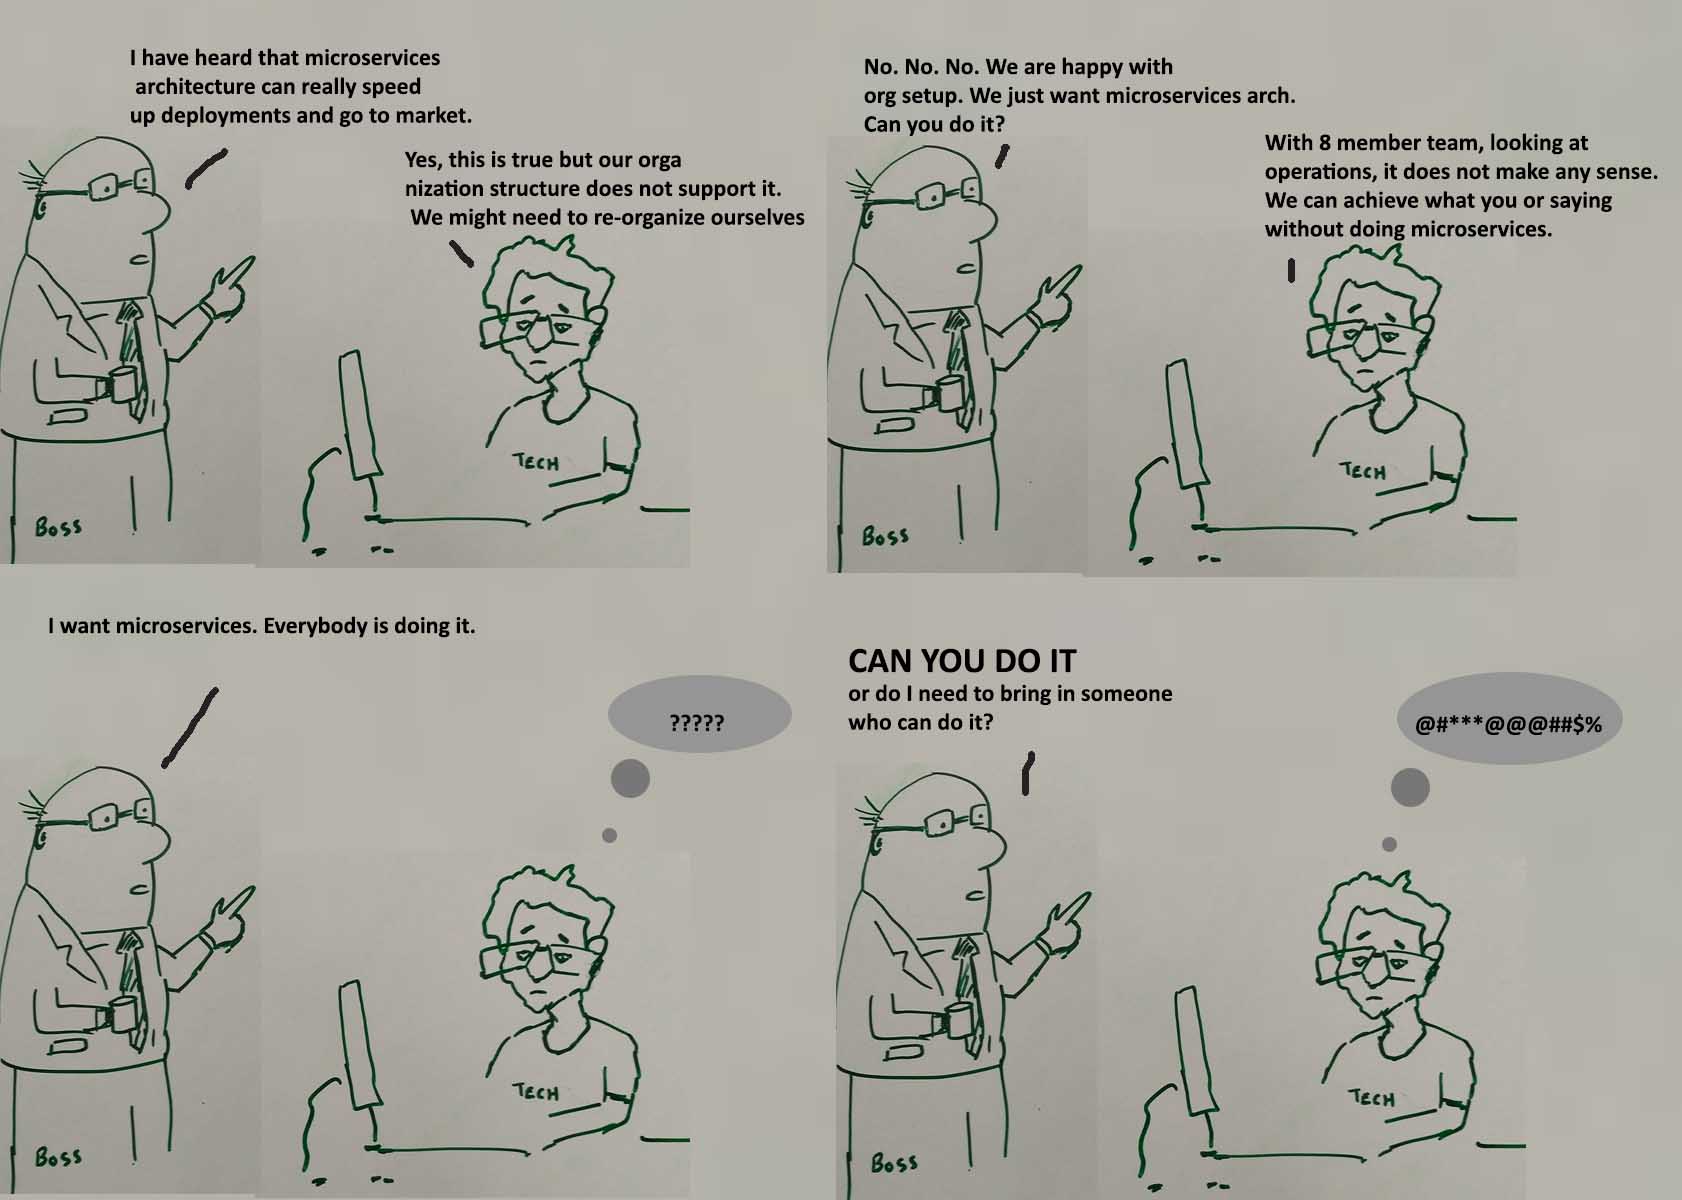 I have heard that microservices
architecture can really speed
up deployments and go to market.
Yes, this is true but our orga
nization structure does not support it.
We might need to re-organize ourselves
TECH
BOSS
No. No. No. We are happy with
org setup. We just want microservices arch.
Can you do it?
With 8 member team, looking at
operations, it does not make any sense.
We can achieve what you or saying
without doing microservices.
TECH
BOSS
I want microservices. Everybody is doing it.
?????
TECH
BOSS
CAN YOU DO IT
or do I need to bring in someone
who can do it?
@#***@@@##$%
TECH
BOSS